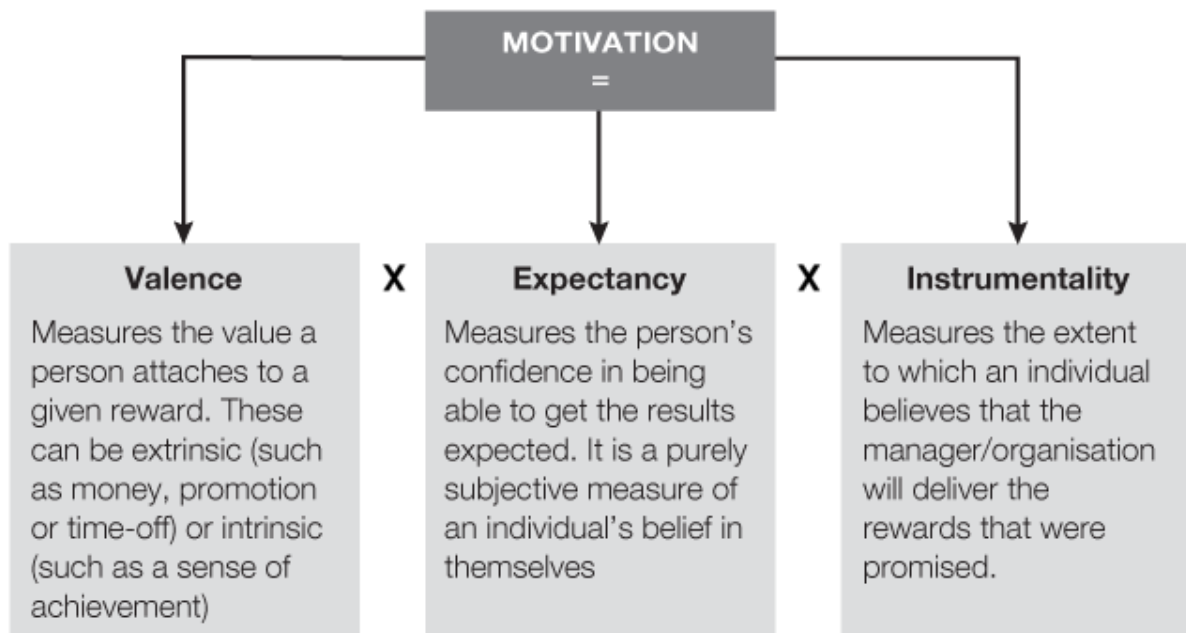 MOTIVATION
=
Valence
Measures the value a
person attaches to a
given reward. These
can be extrinsic (such
as money, promotion
or time-off) or intrinsic
(such as a sense of
achievement)
X
Expectancy
Measures the person’s
confidence in being
able to get the results
expected. It is a purely
subjective measure of
an individual’s belief in
themselves
X
Instrumentality
Measures the extent
to which an individual
believes that the
manager/organisation
will deliver the
rewards that were
promised.